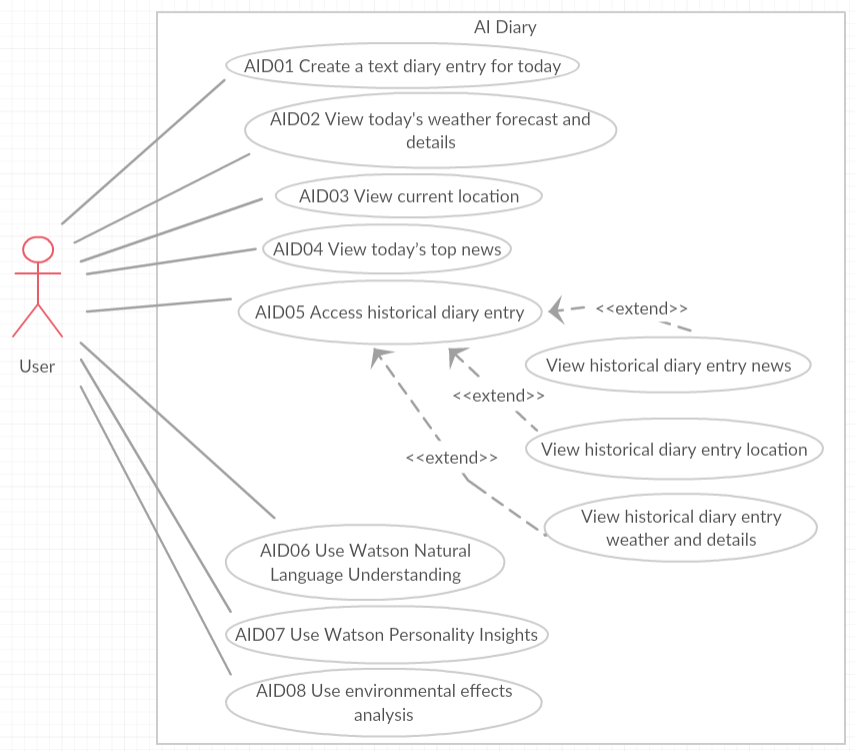 AI Diary
AID01 Create a text diary entry for today
AID02 View today's weather forecast and
details
AID03 View current location
AID04 View today's top news
AID05 Access historical diary entry
<<extend>>
User
View historical diary entry news
<<extend>>
View historical diary entry location
<<extend>>
View historical diary entry
weather and details
AID06 Use Watson Natural
Language Understanding
AID07 Use Watson Personality Insights
AID08 Use environmental effects
analysis